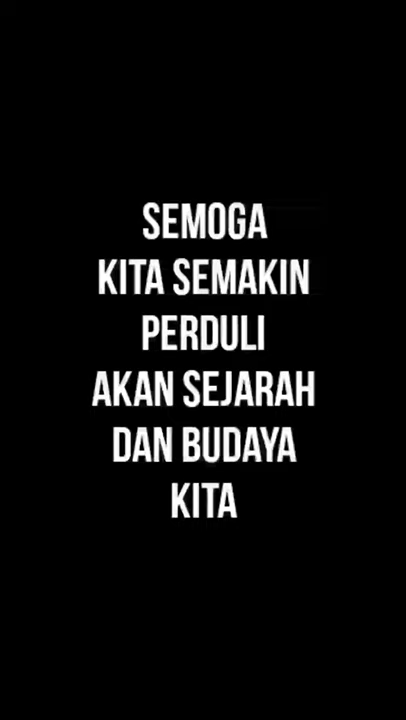 SEMOGA
KITA SEMAKIN
PERDULI
AKAN SEJARAH
DAN BUDAYA
KITA